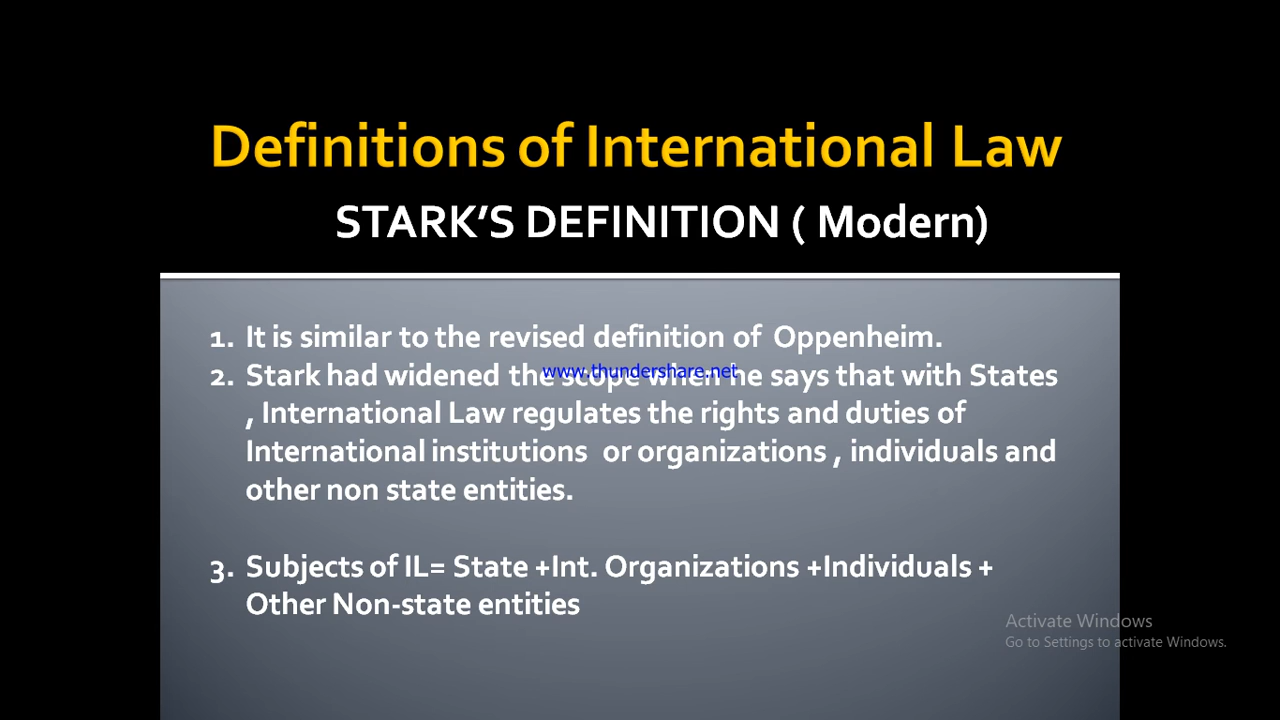 Definitions of International Law
STARK'S DEFINITION ( Modern)
1. It is similar to the revised definition of Oppenheim.
2. Stark had widened the scope when he says that with States
, International Law regulates the rights and duties of
International institutions or organizations , individuals and
other non state entities.
www.thundershare.net
3. Subjects of IL= State +Int. Organizations +Individuals +
Other Non-state entities
Activate Windows
Go to Settings to activate Windows.